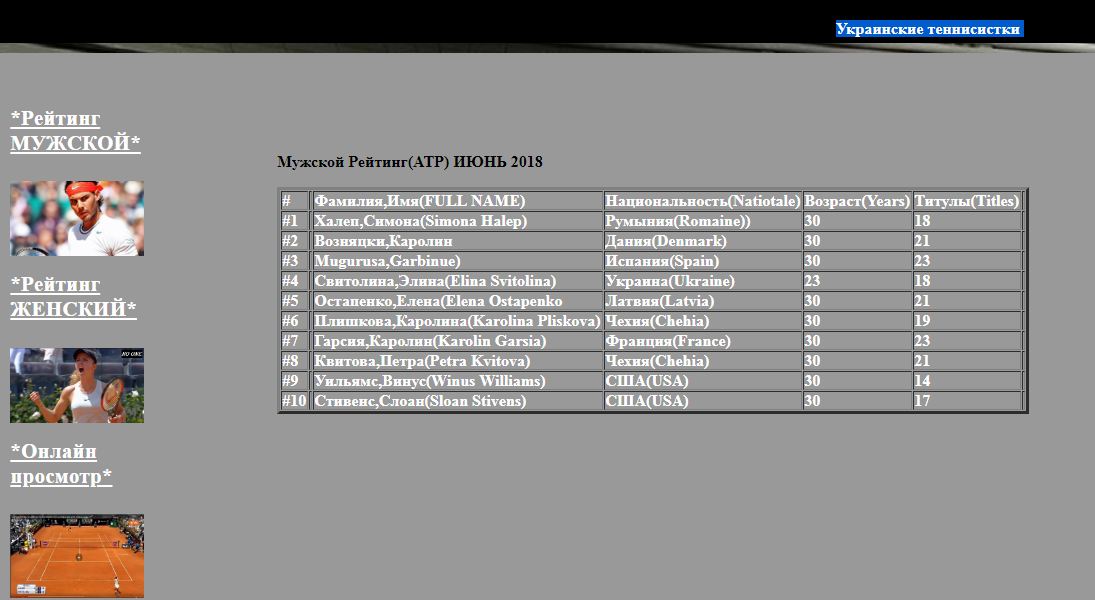 Украинские теннисистки
*Рейтинг
МУЖСКОЙ*
*Рейтинг
ЖЕНСКИЙ*
*Онлайн
просмотр*
Мужской Рейтинг(ATP) ИЮНЬ 2018
# Фамилия,Имя(FULL NAME) Национальность(Natiotale) Возраст(Years) Титулы(Titles)
#1 Халеп,Симона(Simona Halep) Румыния(Romaine)) 30 18
#2 Возняцки,Каролин Дания(Denmark) 30 21
#3 Mugurusa,Garbinue) Испания(Spain) 30 23
#4 Свитолина,Элина(Elina Svitolina) Украина(Ukraine) 23 18
#5 Остапенко,Елена(Elena Ostapenko Латвия(Latvia) 30 21
#6 Плишкова,Каролина(Karolina Pliskova) Чехия(Chehia) 30 19
#7 Гарсия,Каролин(Karolin Garsia) Франция(France) 30 23
#8 Квитова,Петра(Petra Kvitova) Чехия(Chehia) 30 21
#9 Уильямс,Винус(Winus Williams) США(USA) 30 14
#10 Стивенс,Слоан(Sloan Stivens) США(USA) 30 17